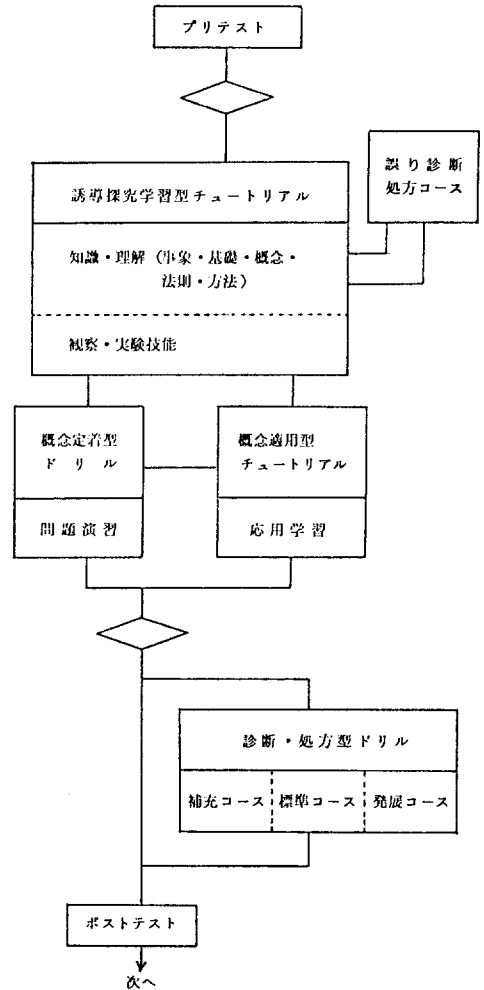 プリテスト
誤り診断
処方コース
誘導探究学習型チュートリアル
知識・理解（事象・基礎・概念・
法則・方法）
観察・実験技能
概念定着型
ドリル
概念適用型
チュートリアル
問題演習
応用学習
診断・処方型ドリル
補充コース
標準コース
発展コース
ポストテスト
次へ